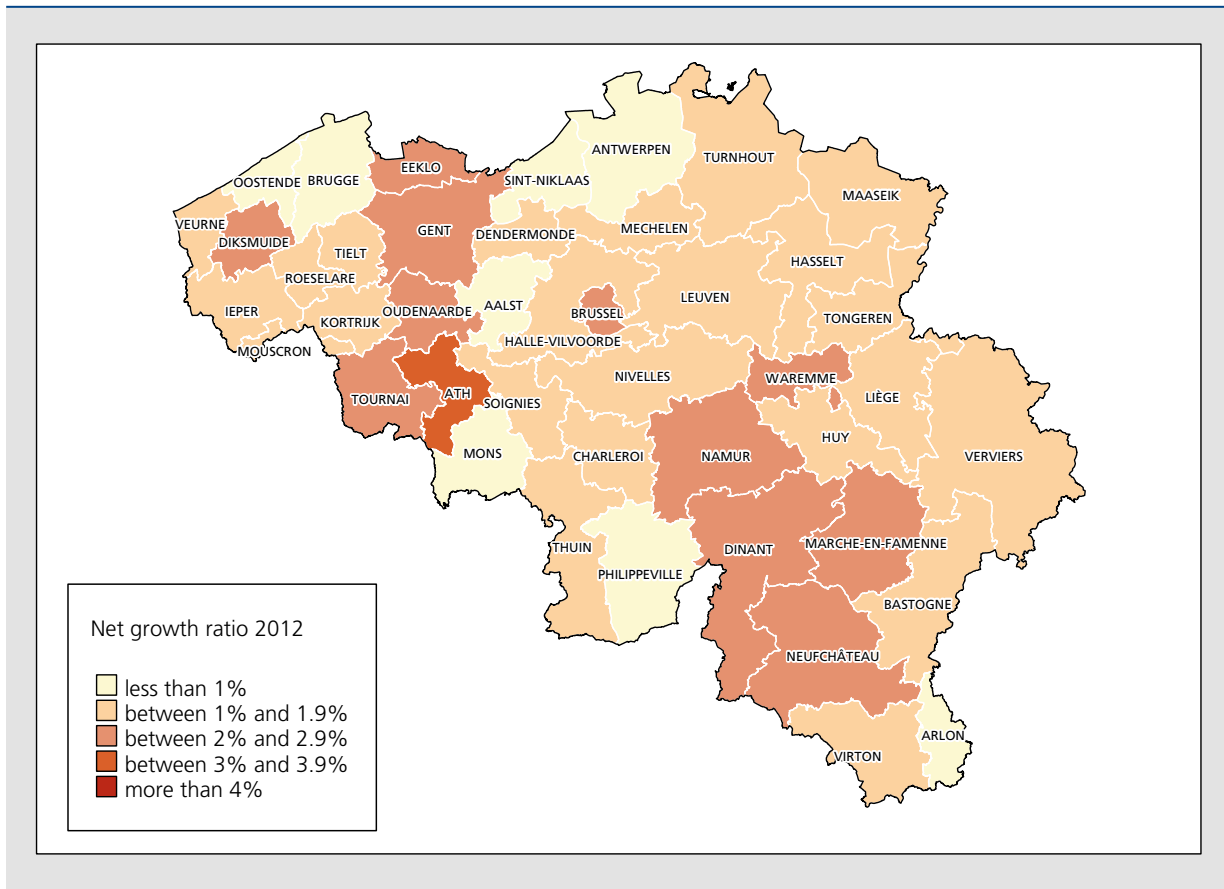 ANTWERPEN
TURNHOUT
EEKLO
OOSTENDE
BRUGGE
SINT-NIKLAAS
MAASEIK
VEURNE
DIKSMUIDE
GENT
DENDERMONDE
MECHELEN
TIELT
HASSELT
ROESELARE
LEUVEN
IEPER
KORTRIJK
OUDENAARDE
AALST
BRUSSEL
TONGEREN
HALLE-VILVOORDE
MOUSCRON
NIVELLES
WAREMME
TOURNAI
ATH
SOIGNIES
LIÈGE
HUY
MONS
CHARLEROI
NAMUR
VERVIERS
THUIN
DINANT
MARCHE-EN-FAMENNE
PHILIPPEVILLE
BASTOGNE
NEUFCHÂTEAU
ARLON
VIRTON
Net growth ratio 2012
less than 1%
between 1% and 1.9%
between 2% and 2.9%
between 3% and 3.9%
more than 4%